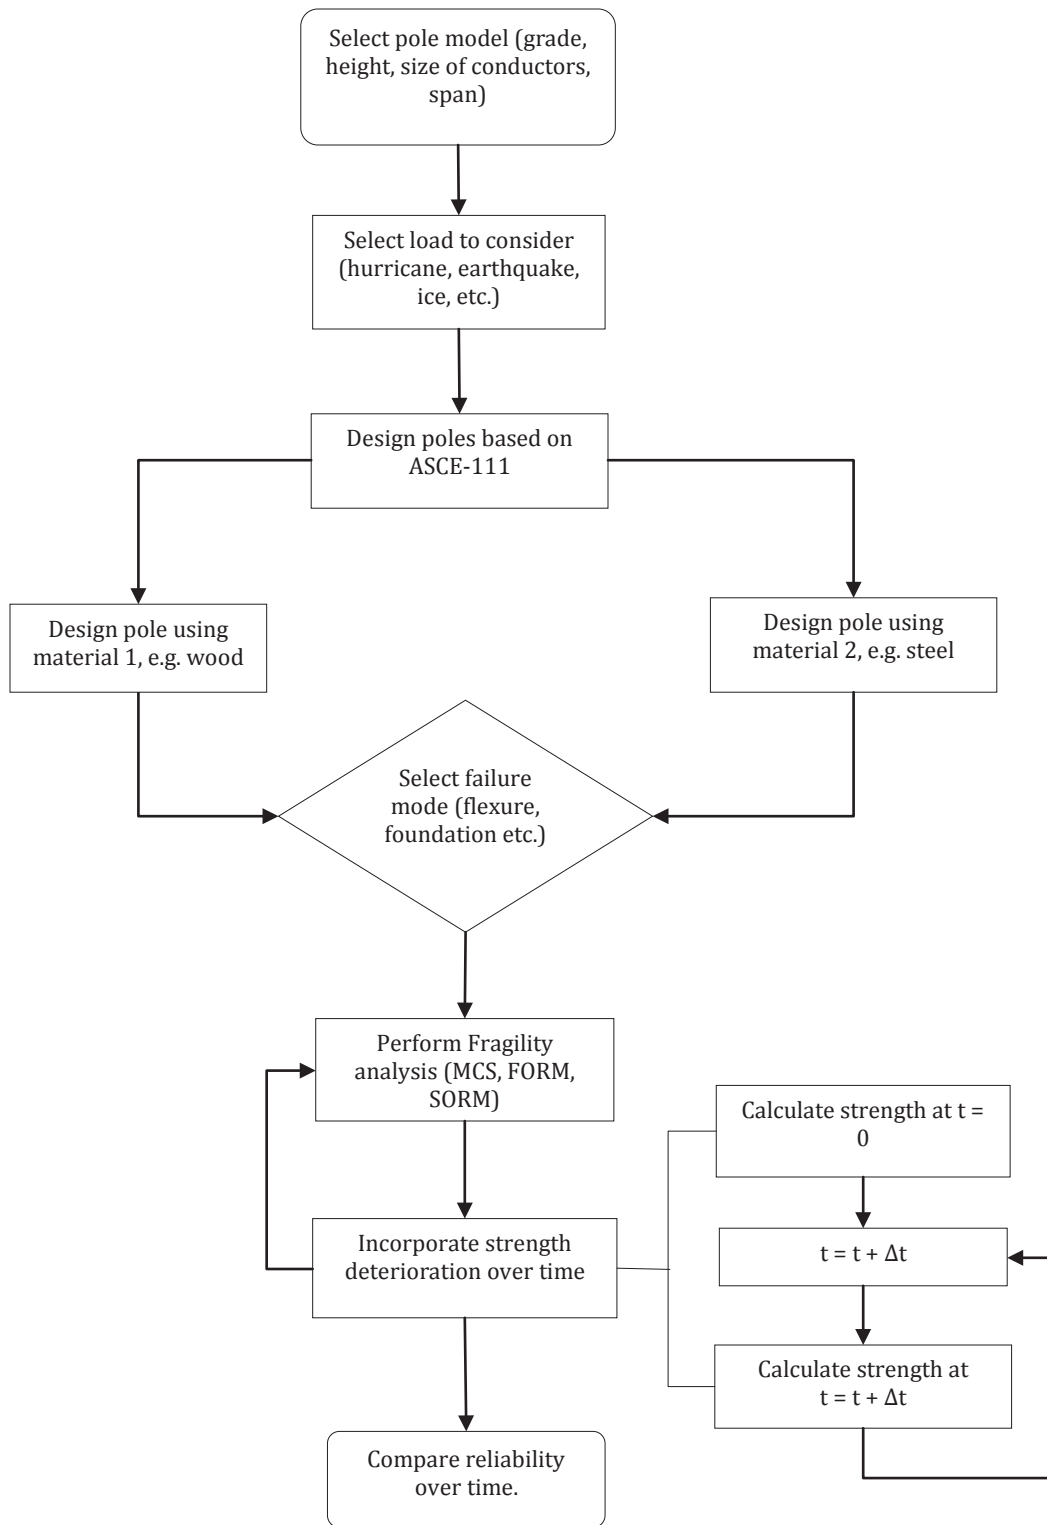 Select pole model (grade,
height, size of conductors,
span)
Select load to consider
(hurricane, earthquake,
ice, etc.)
Design poles based on
ASCE-111
Design pole using
material 1, e.g. wood
Design pole using
material 2, e.g. steel
Select failure
mode (flexure,
foundation etc.)
Perform Fragility
analysis (MCS, FORM,
SORM)
Calculate strength at t =
0
Incorporate strength
deterioration over time
t = t + Δt
Calculate strength at
t = t + Δt
Compare reliability
over time.